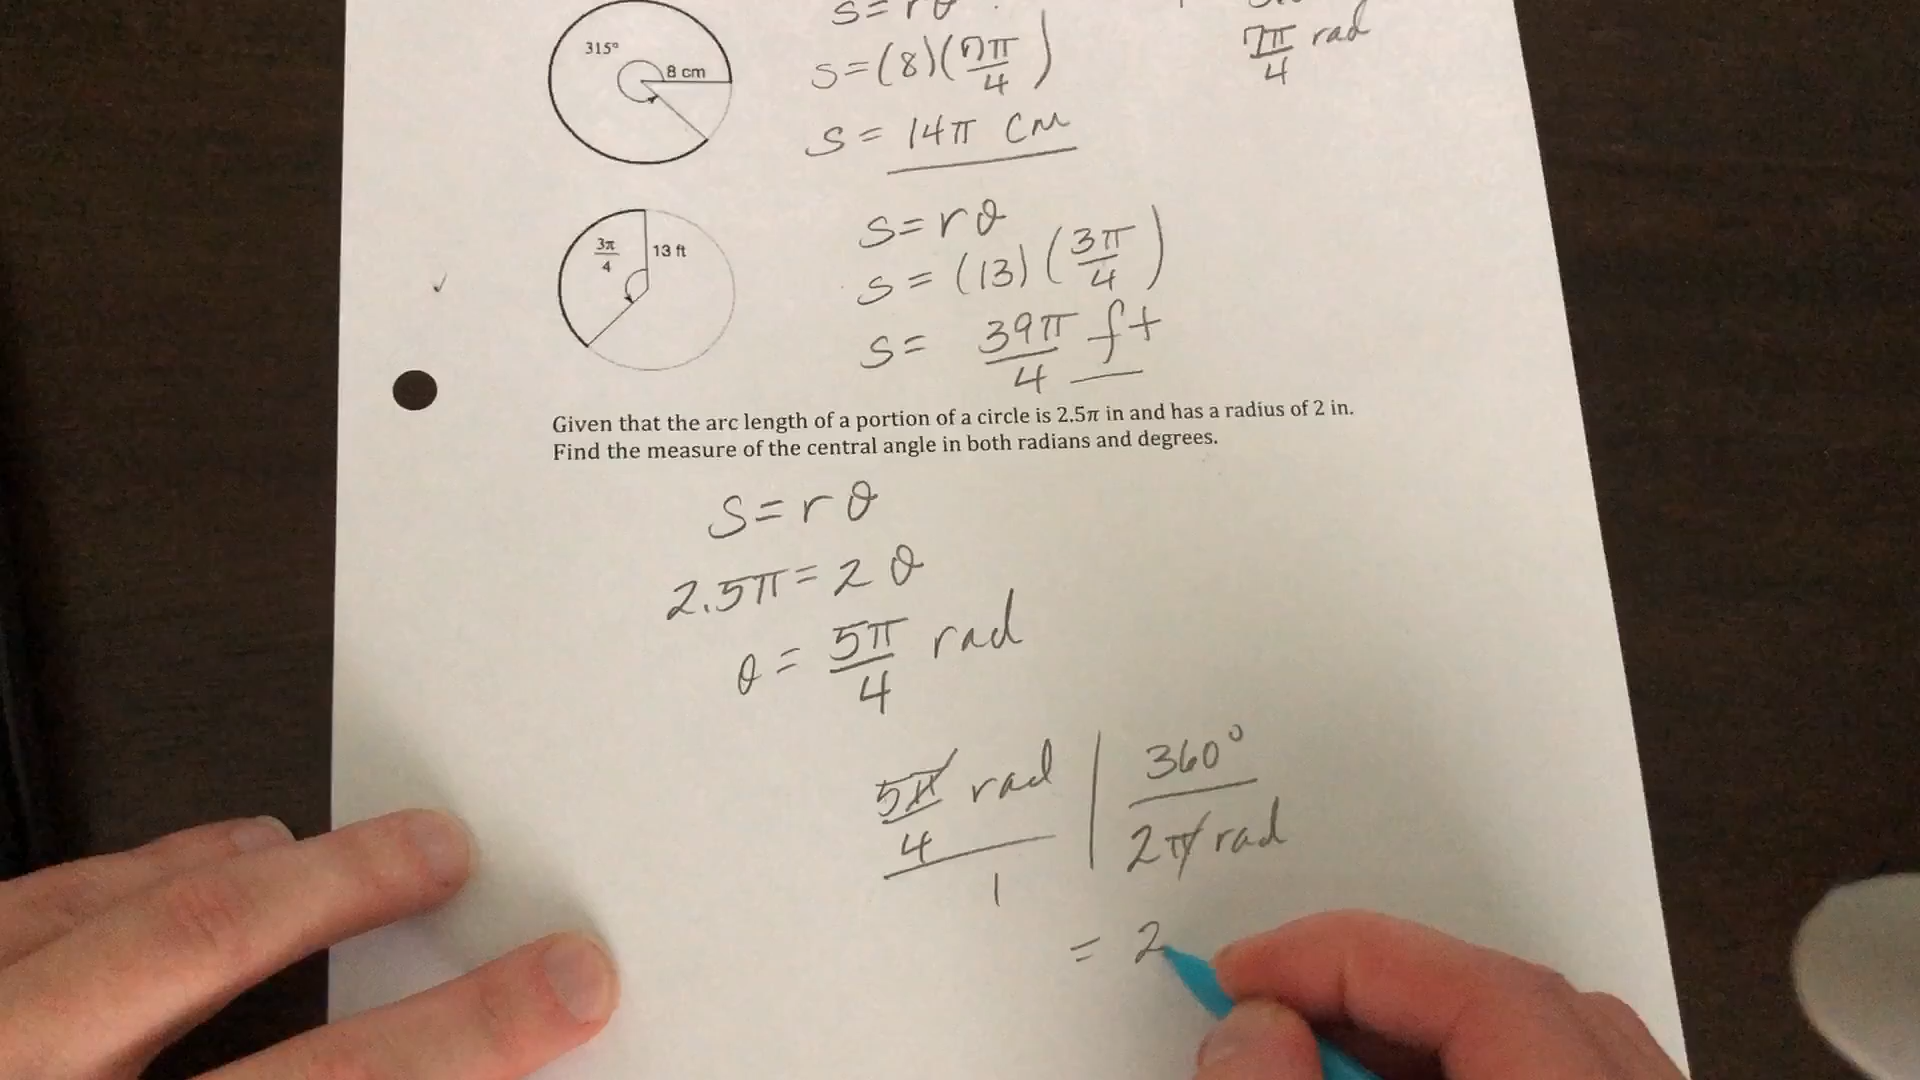 s = rθ
315°
8 cm
s = (8)(7π/4)
7π/4 rad
s = 14π cm
3π/4
13 ft
s = rθ
s = (13)(3π/4)
s = 39π/4 ft
Given that the arc length of a portion of a circle is 2.5π in and has a radius of 2 in.
Find the measure of the central angle in both radians and degrees.
s = rθ
2.5π = 2θ
θ = 5π/4 rad
5π/4 rad / 1 | 360° / 2π rad
= 2